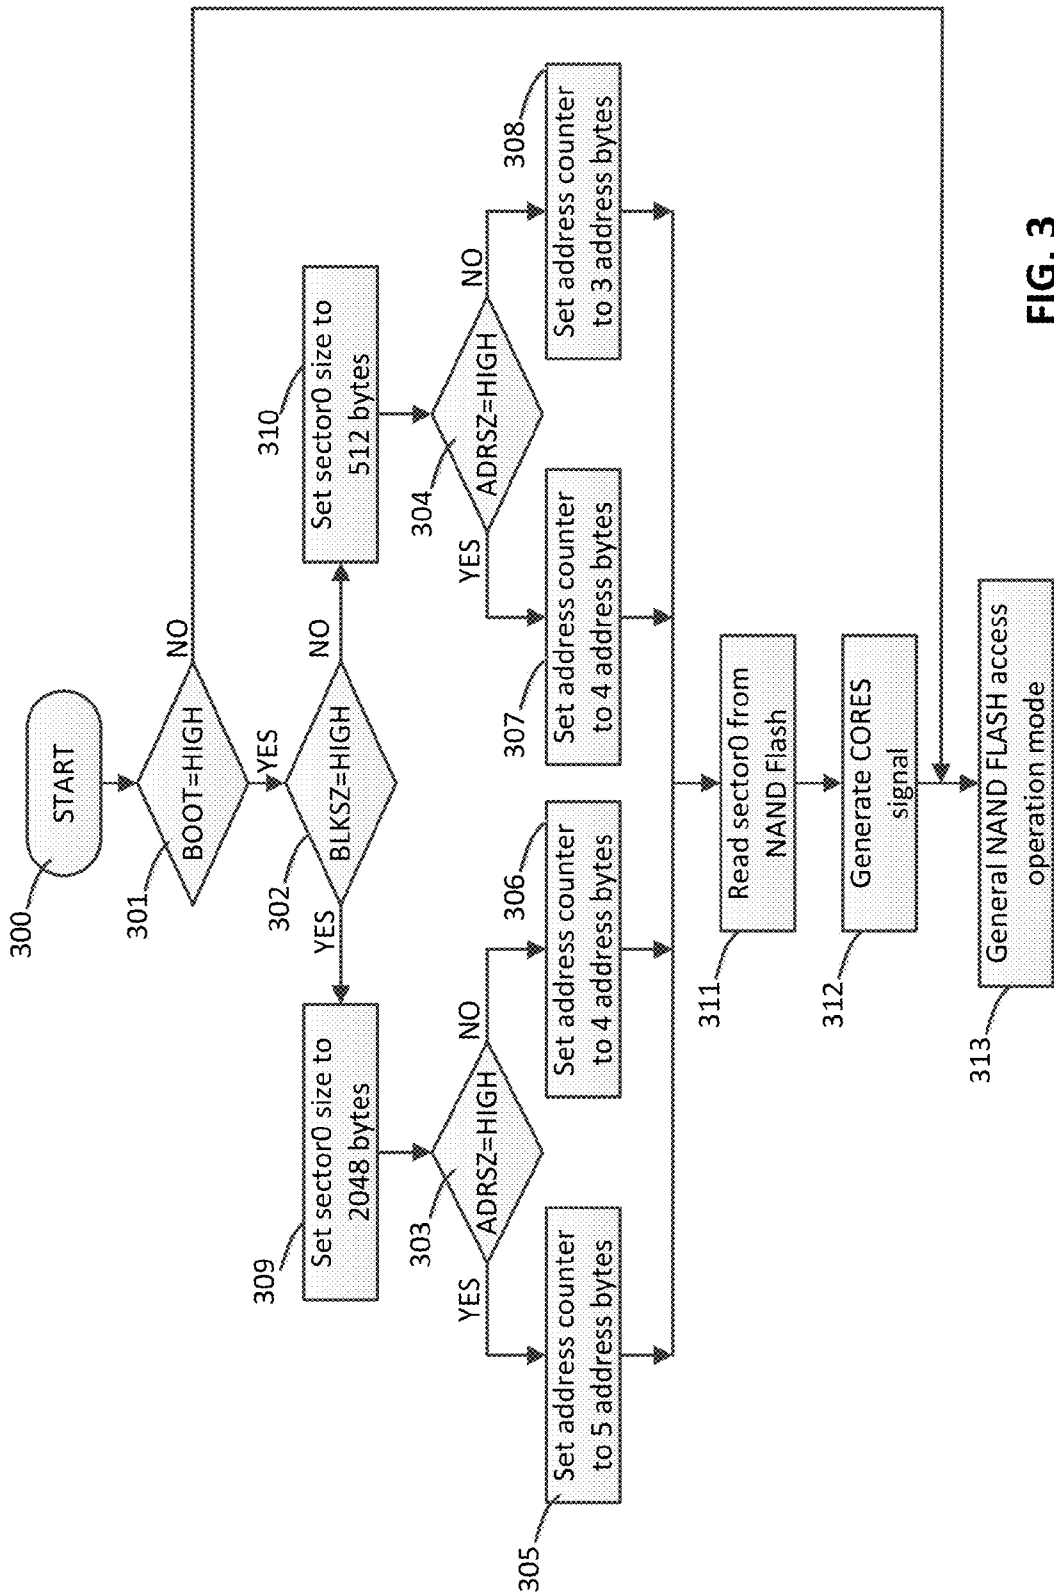 300
START
301
BOOT=HIGH
NO
YES
302
BLKSZ=HIGH
YES
NO
309
Set sector0 size to
2048 bytes
310
Set sector0 size to
512 bytes
303
ADRSZ=HIGH
YES
NO
304
ADRSZ=HIGH
YES
NO
305
Set address counter
to 5 address bytes
306
Set address counter
to 4 address bytes
307
Set address counter
to 4 address bytes
308
Set address counter
to 3 address bytes
311
Read sector0 from
NAND Flash
312
Generate CORES
signal
313
General NAND FLASH access
operation mode
FIG. 3